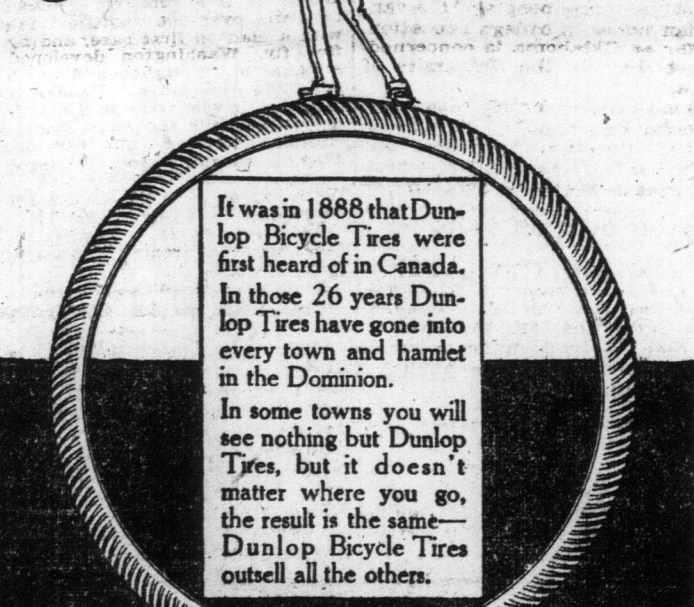 It was in 1888 that Dun-
lop Bicycle Tires were
first heard of in Canada.
In those 26 years Dun-
lop Tires have gone into
every town and hamlet
in the Dominion.
In some towns you will
see nothing but Dunlop
Tires, but it doesn't
matter where you go,
the result is the same—
Dunlop Bicycle Tires
outsell all the others.